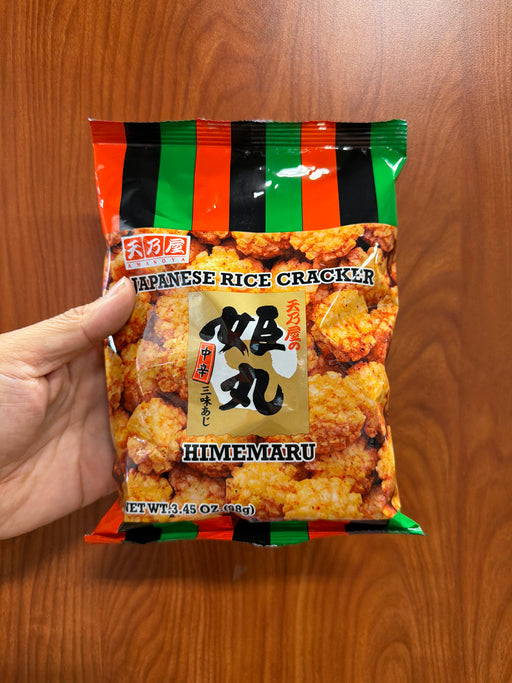 天乃屋
AMANOYA
JAPANESE RICE CRACKER
天乃屋の
姫丸
中辛
三味あじ
HIMEMARU
NET WT.3.45 OZ (98g)